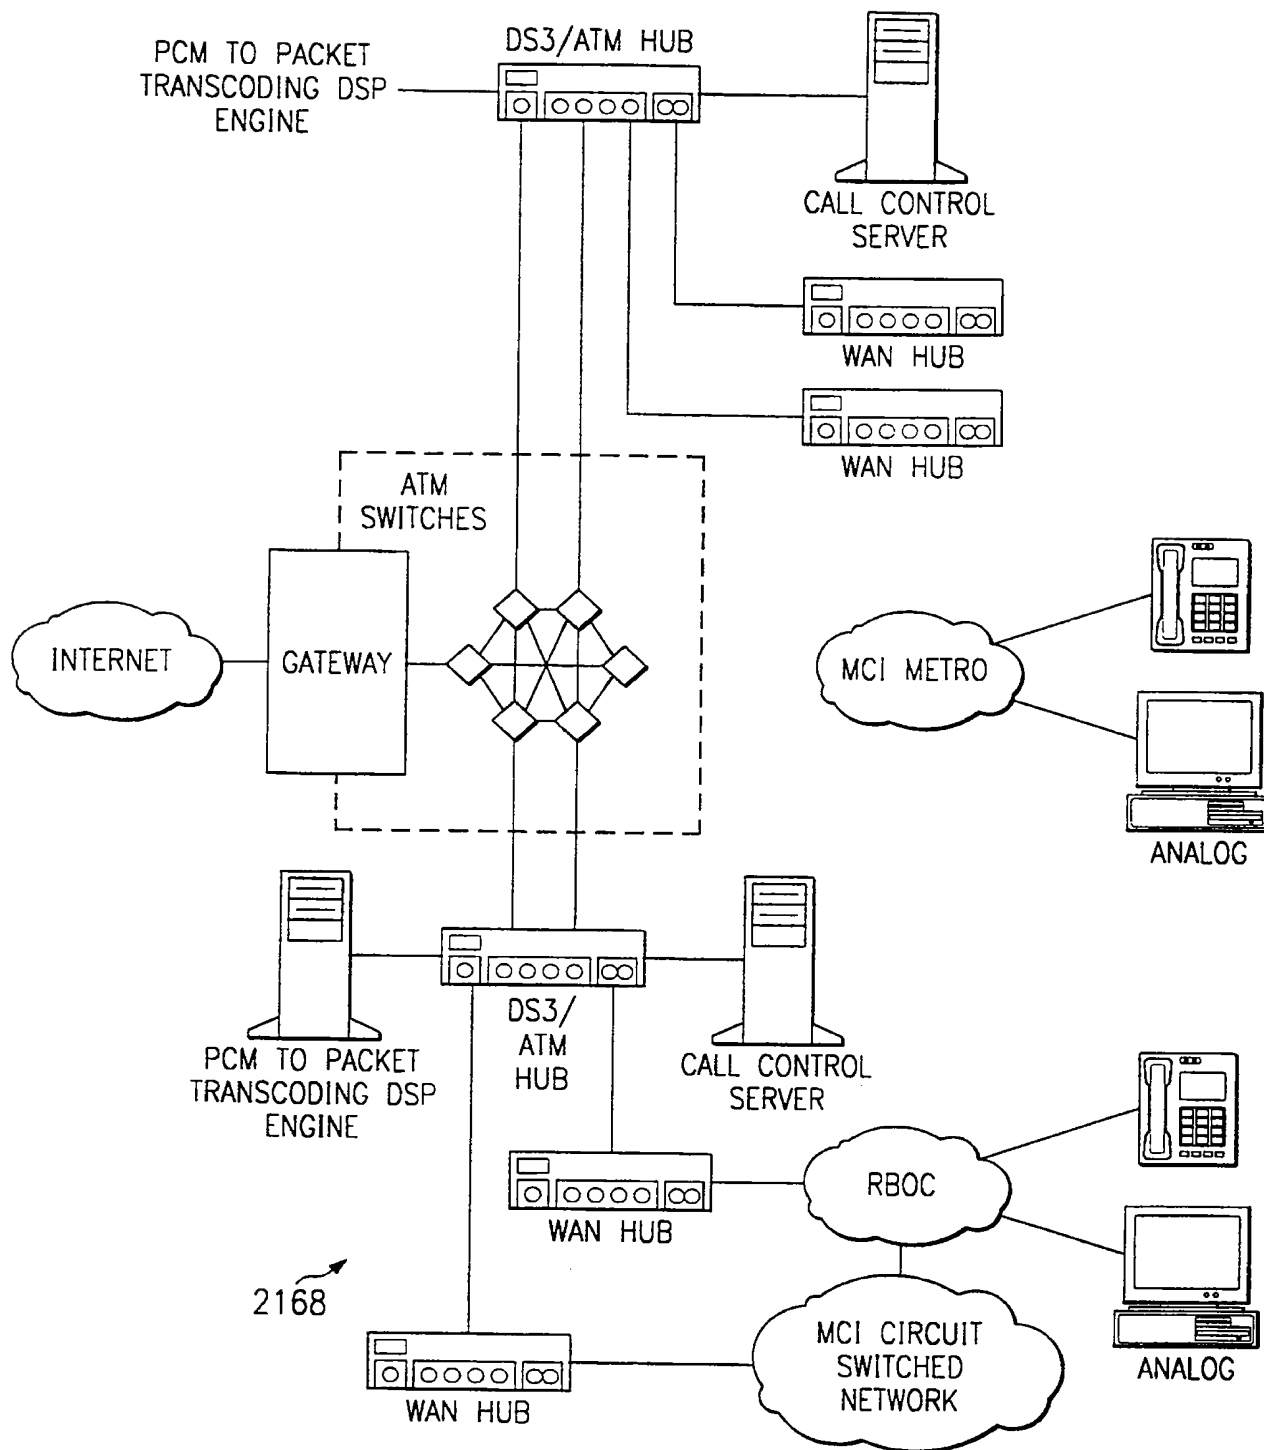 DS3/ATM HUB
PCM TO PACKET
TRANSCODING DSP
ENGINE
CALL CONTROL
SERVER
WAN HUB
WAN HUB
ATM
SWITCHES
INTERNET
GATEWAY
MCI METRO
ANALOG
DS3/
ATM
HUB
PCM TO PACKET
TRANSCODING DSP
ENGINE
CALL CONTROL
SERVER
WAN HUB
RBOC
2168
MCI CIRCUIT
SWITCHED
NETWORK
ANALOG
WAN HUB